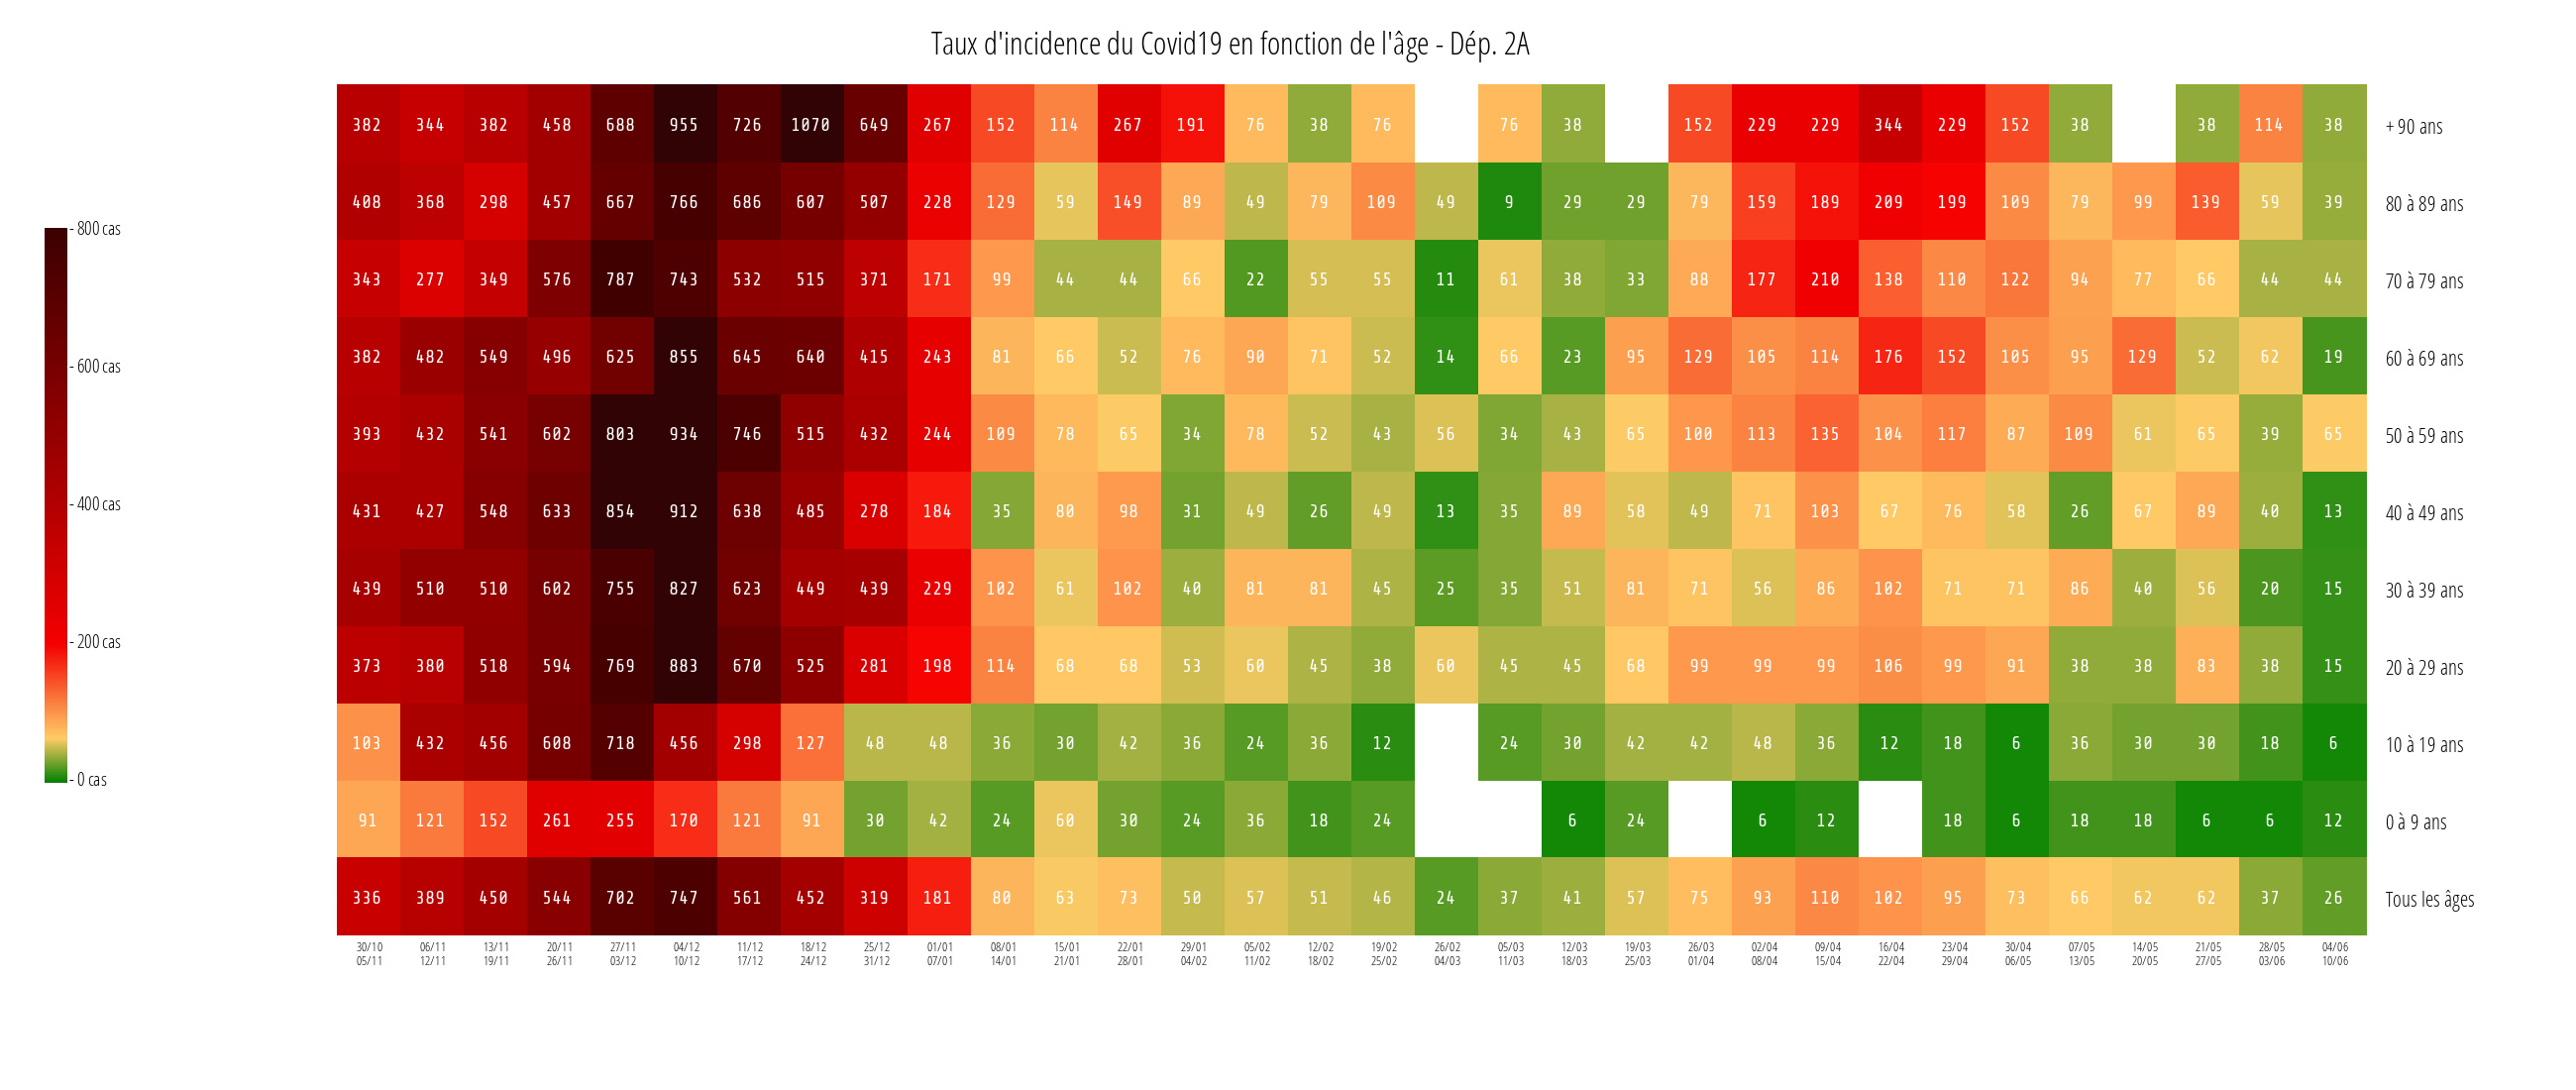 Taux d'incidence du Covid19 en fonction de l'âge - Dép. 2A
- 800 cas
- 600 cas
- 400 cas
- 200 cas
- 0 cas
382 344 382 458 688 955 726 1070 649 267 152 114 267 191 76 38 76 76 38 152 229 229 344 229 152 38 38 114 38 + 90 ans
408 368 298 457 667 766 686 607 507 228 129 59 149 89 49 79 109 49 9 29 29 79 159 189 209 199 109 79 99 139 59 39 80 à 89 ans
343 277 349 576 787 743 532 515 371 171 99 44 44 66 22 55 55 11 61 38 33 88 177 210 138 110 122 94 77 66 44 44 70 à 79 ans
382 482 549 496 625 855 645 640 415 243 81 66 52 76 90 71 52 14 66 23 95 129 105 114 176 152 105 95 129 52 62 19 60 à 69 ans
393 432 541 602 803 934 746 515 432 244 109 78 65 34 78 52 43 56 34 43 65 100 113 135 104 117 87 109 61 65 39 65 50 à 59 ans
431 427 548 633 854 912 638 485 278 184 35 80 98 31 49 26 49 13 35 89 58 49 71 103 67 76 58 26 67 89 40 13 40 à 49 ans
439 510 510 602 755 827 623 449 439 229 102 61 102 40 81 81 45 25 35 51 81 71 56 86 102 71 71 86 40 56 20 15 30 à 39 ans
373 380 518 594 769 883 670 525 281 198 114 68 68 53 60 45 38 60 45 45 68 99 99 99 106 99 91 38 38 83 38 15 20 à 29 ans
103 432 456 608 718 456 298 127 48 48 36 30 42 36 24 36 12 24 30 42 42 48 36 12 18 6 36 30 30 18 6 10 à 19 ans
91 121 152 261 255 170 121 91 30 42 24 60 30 24 36 18 24 6 24 6 12 18 6 18 18 6 6 12 0 à 9 ans
336 389 450 544 702 747 561 452 319 181 80 63 73 50 57 51 46 24 37 41 57 75 93 110 102 95 73 66 62 62 37 26 Tous les âges
30/10 06/11 13/11 20/11 27/11 04/12 11/12 18/12 25/12 01/01 08/01 15/01 22/01 29/01 05/02 12/02 19/02 26/02 05/03 12/03 19/03 26/03 02/04 09/04 16/04 23/04 30/04 07/05 14/05 21/05 28/05 04/06
05/11 12/11 19/11 26/11 03/12 10/12 17/12 24/12 31/12 07/01 14/01 21/01 28/01 04/02 11/02 18/02 25/02 04/03 11/03 18/03 25/03 01/04 08/04 15/04 22/04 29/04 06/05 13/05 20/05 27/05 03/06 10/06